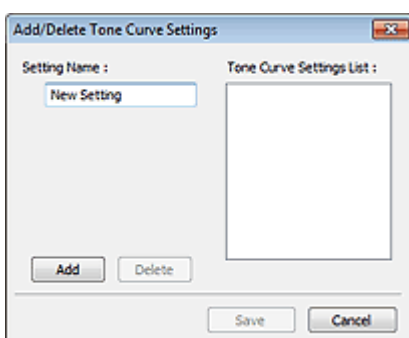 Add/Delete Tone Curve Settings
Setting Name :
Tone Curve Settings List :
New Setting
Add
Delete
Save
Cancel